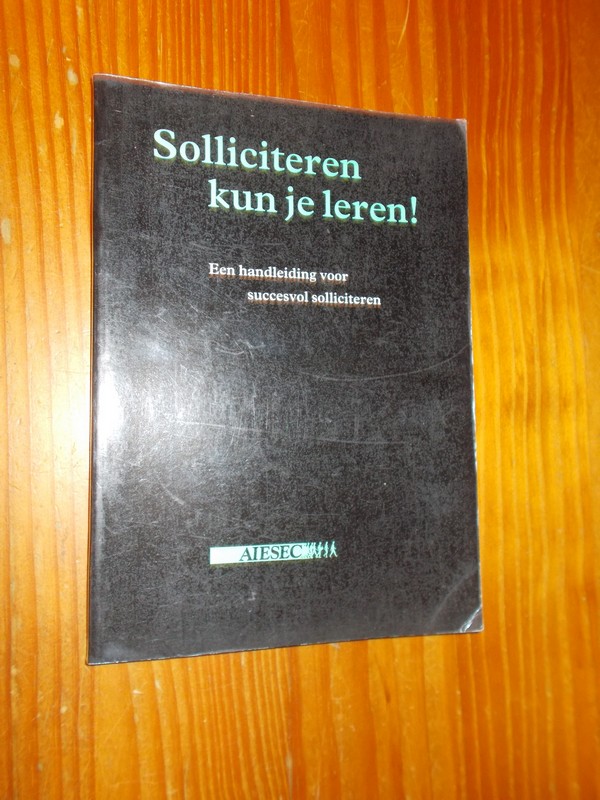 Solliciteren
kun je leren!
Een handleiding voor
succesvol solliciteren
AIESEC